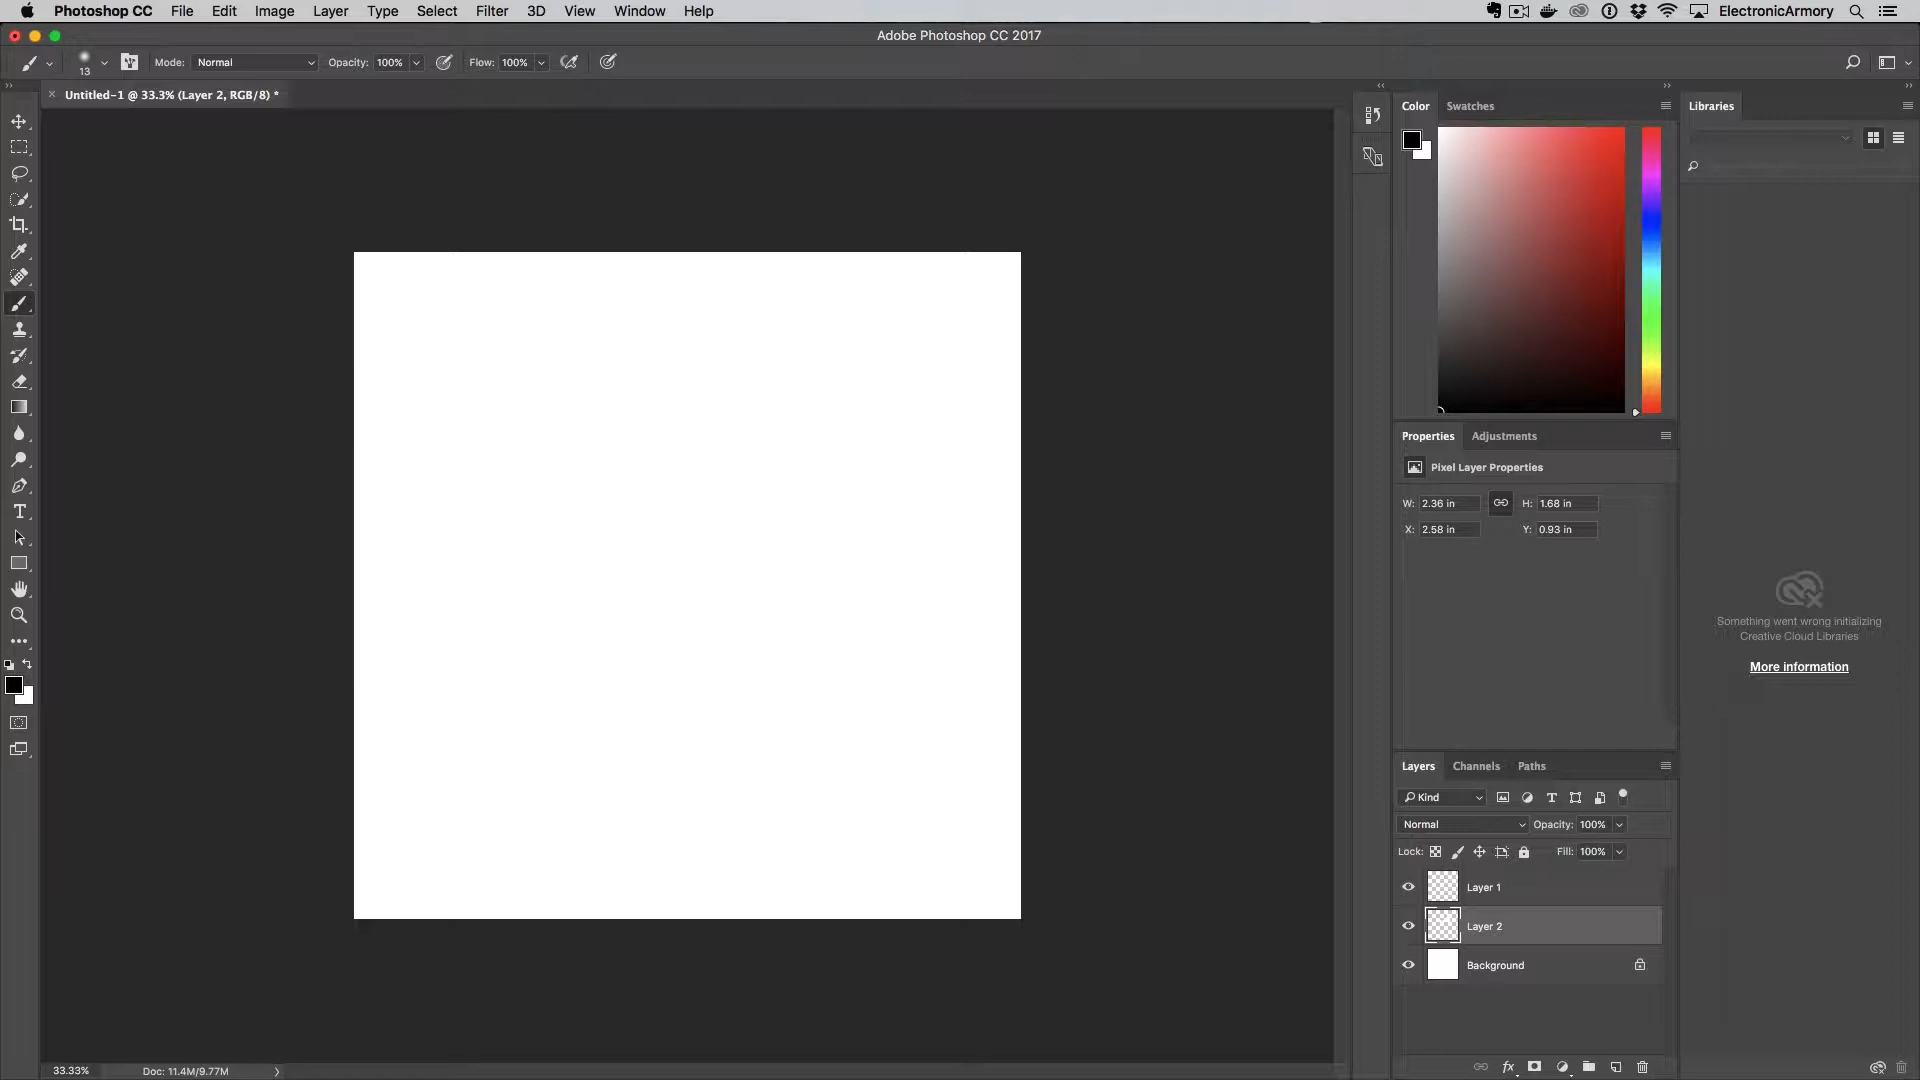 Photoshop CC File Edit Image Layer Type Select Filter 3D View Window Help ElectronicArmory
Adobe Photoshop CC 2017
13 Mode: Normal Opacity: 100% Flow: 100%
Untitled-1 @ 33.3% (Layer 2, RGB/8) *
Color Swatches
Libraries
Properties Adjustments
Pixel Layer Properties
W: 2.36 in H: 1.68 in
X: 2.58 in Y: 0.93 in
Something went wrong initializing
Creative Cloud Libraries
More information
Layers Channels Paths
Kind
Normal Opacity: 100%
Lock: Fill: 100%
Layer 1
Layer 2
Background
33.33% Doc: 11.4M/9.77M